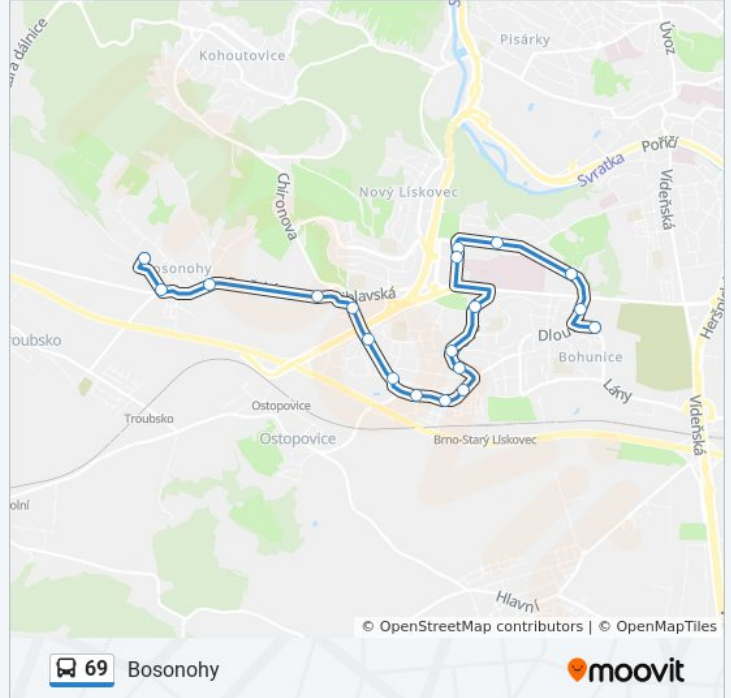 Pisárky
Úvoz
Kohoutovice
Poříčí
Svratka
Vídeňská
Chironova
Nový Lískovec
Bosonohy
Jihlavská
Heršpická
Troubsko
Dlou
Bohunice
Lány
Ostopovice
Troubsko
Vídeňská
Ostopovice
Brno-Starý Lískovec
olní
Hlavní
© OpenStreetMap contributors | © OpenMapTiles
69 Bosonohy
moovit